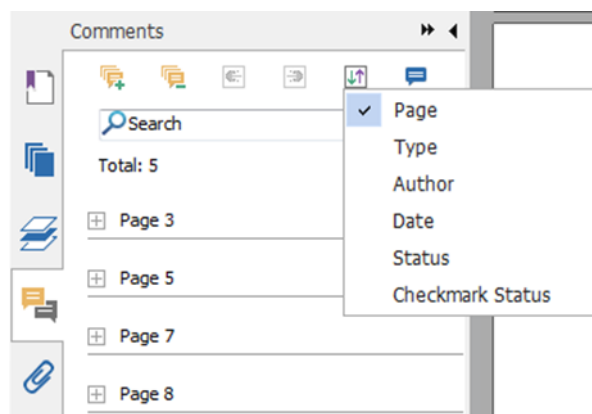 Comments
Search
Total: 5
Page 3
Page 5
Page 7
Page 8
Page
Type
Author
Date
Status
Checkmark Status